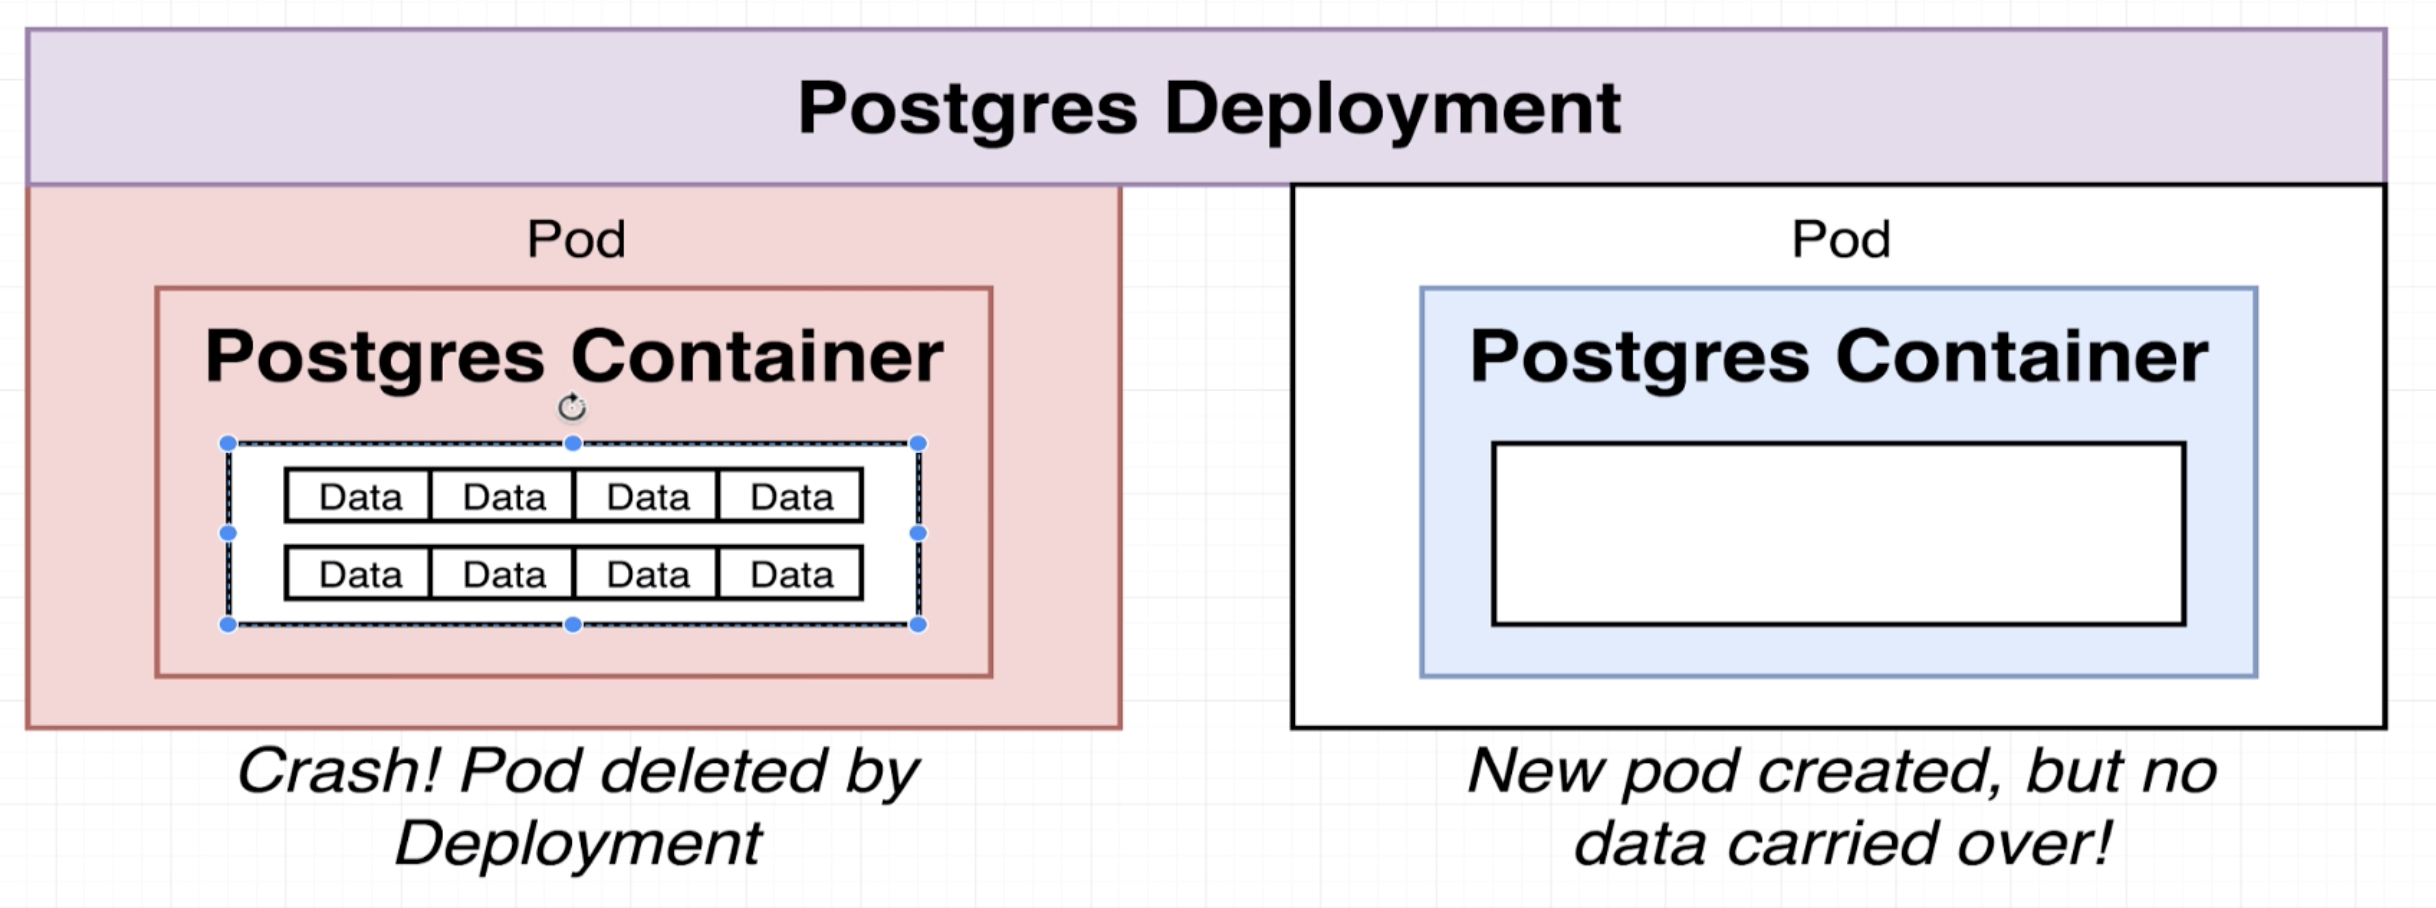 Postgres Deployment
Pod
Postgres Container
Data Data Data Data
Data Data Data Data
Crash! Pod deleted by
Deployment
Pod
Postgres Container
New pod created, but no
data carried over!